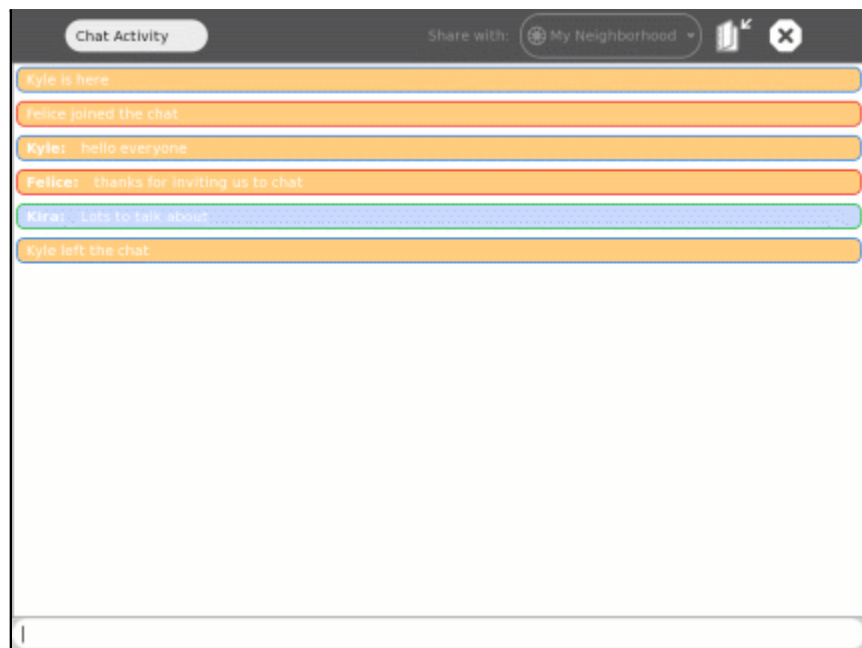 Chat Activity Share with: My Neighborhood
Kyle is here
Felice joined the chat
Kyle: hello everyone
Felice: thanks for inviting us to chat
Kira: Lots to talk about
Kyle left the chat